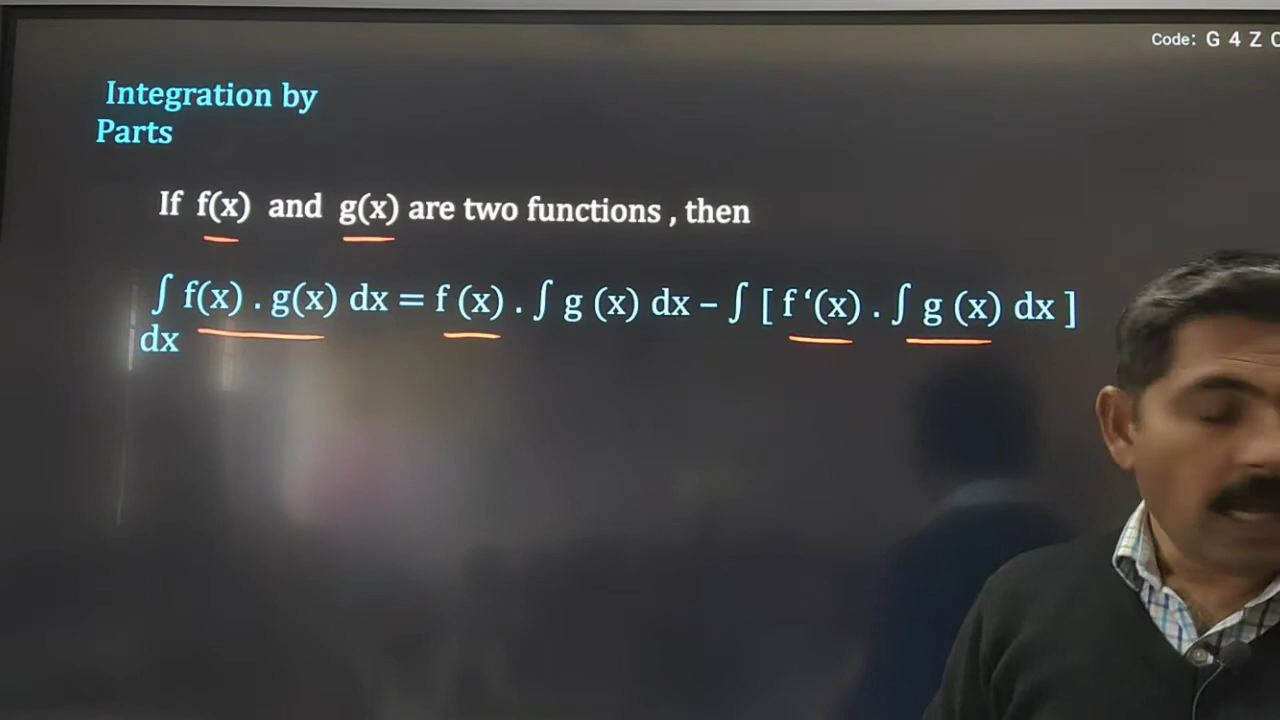 Code: G 4 Z
Integration by
Parts
If f(x) and g(x) are two functions , then
∫ f(x) . g(x) dx = f (x) . ∫ g (x) dx – ∫ [ f ‘(x) . ∫ g (x) dx ]
dx